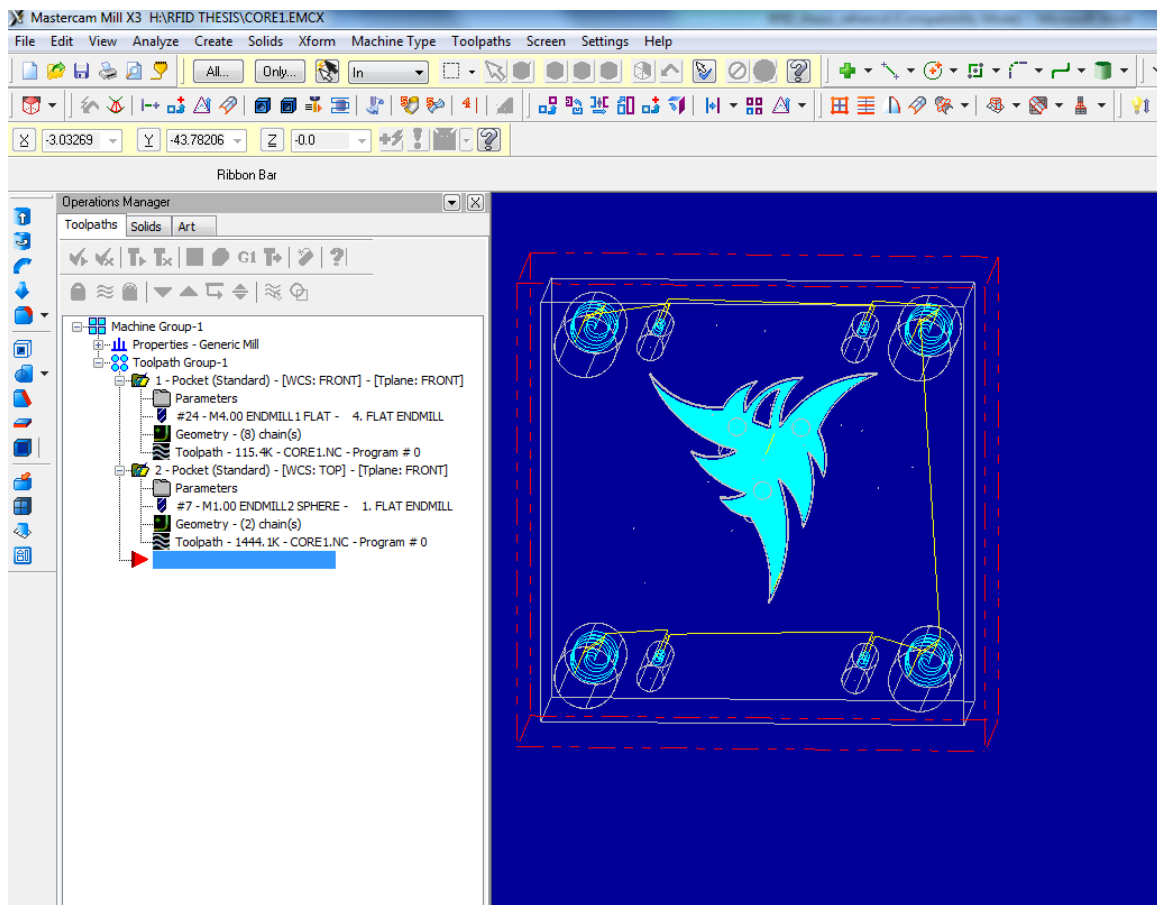 Mastercam Mill X3 H:\RFID THESIS\CORE1.EMCX
File Edit View Analyze Create Solids Xform Machine Type Toolpaths Screen Settings Help
All... Only... In
X -3.03269 Y -43.78206 Z -0.0
Ribbon Bar
Operations Manager
Toolpaths Solids Art
G1
Machine Group-1
Properties - Generic Mill
Toolpath Group-1
1 - Pocket (Standard) - [WCS: FRONT] - [Tplane: FRONT]
Parameters
#24 - M4.00 ENDMILL1 FLAT - 4. FLAT ENDMILL
Geometry - (8) chain(s)
Toolpath - 115.4K - CORE1.NC - Program # 0
2 - Pocket (Standard) - [WCS: TOP] - [Tplane: FRONT]
Parameters
#7 - M1.00 ENDMILL2 SPHERE - 1. FLAT ENDMILL
Geometry - (2) chain(s)
Toolpath - 1444.1K - CORE1.NC - Program # 0